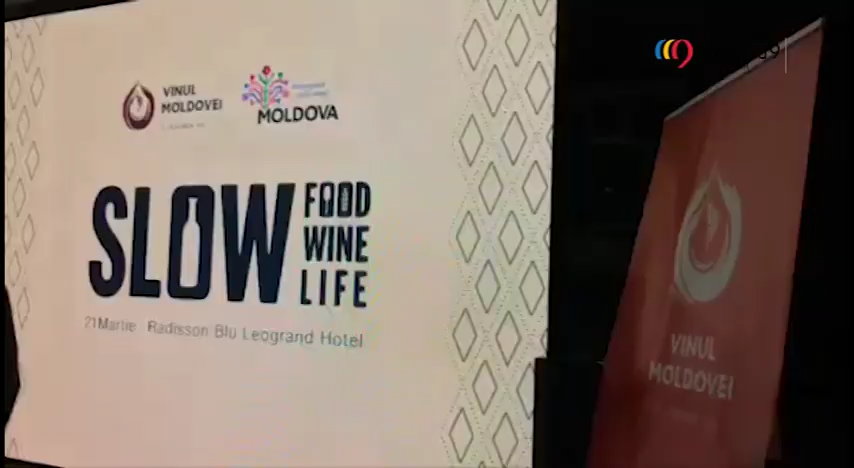 VINUL
MOLDOVEI
MOLDOVA
SLOW
FOOD
WINE
LIFE
21Martie Radisson Blu Leogrand Hotel
VINUL
MOLDOVEI